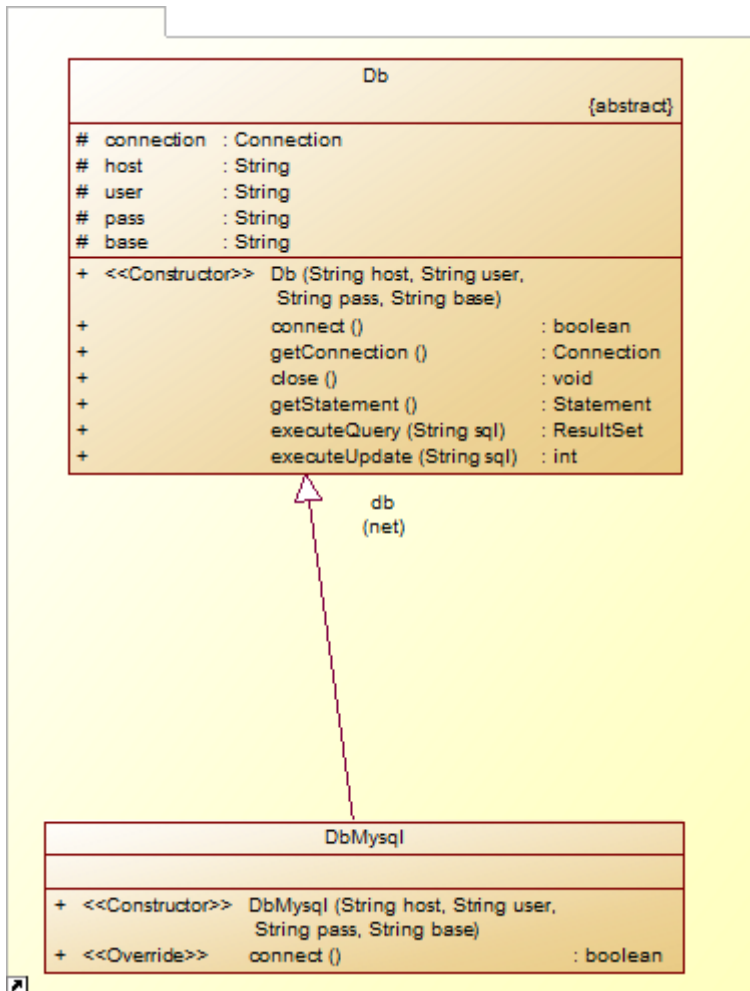 Db
{abstract}
# connection : Connection
# host : String
# user : String
# pass : String
# base : String
+ <<Constructor>> Db (String host, String user,
String pass, String base)
+ connect () : boolean
+ getConnection () : Connection
+ close () : void
+ getStatement () : Statement
+ executeQuery (String sql) : ResultSet
+ executeUpdate (String sql) : int
db
(net)
DbMysql
+ <<Constructor>> DbMysql (String host, String user,
String pass, String base)
+ <<Override>> connect () : boolean